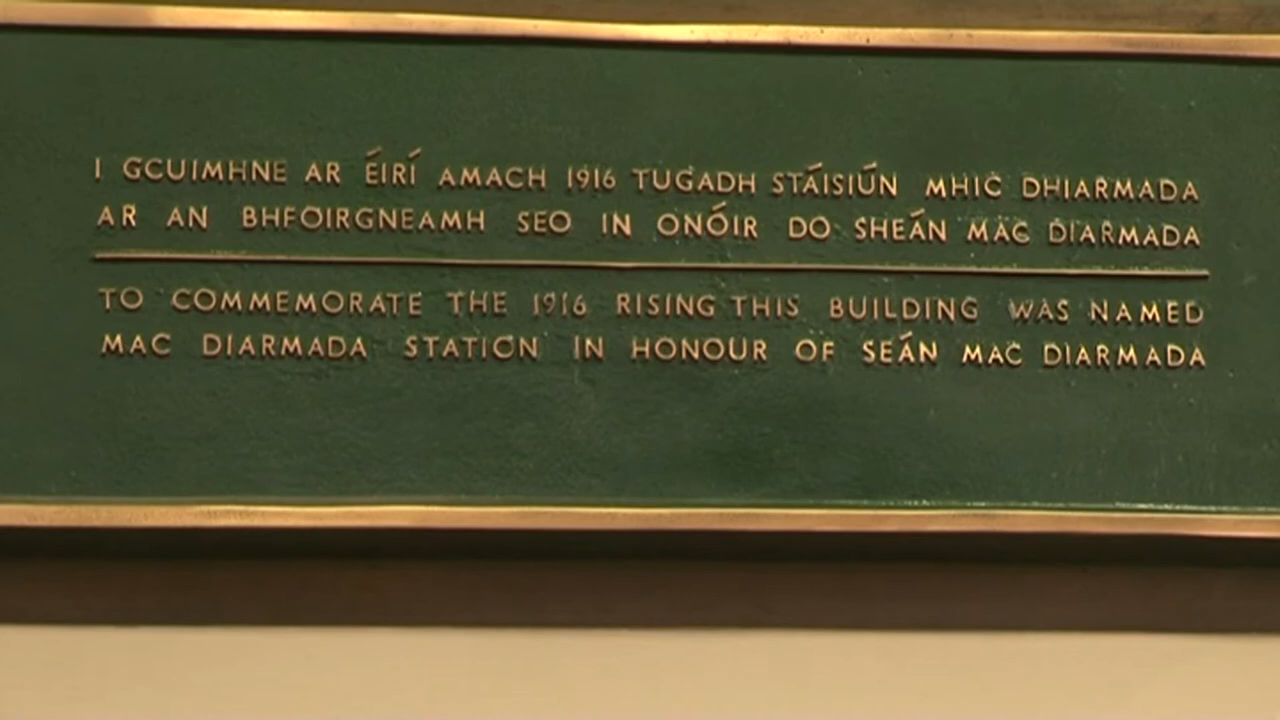 I GCUIMHNE AR ÉIRÍ AMACH 1916 TUGADH STÁISIÚN MHIC DHIARMADA
AR AN BHFOIRGNEAMH SEO IN ONÓIR DO SHEÁN MAC DIARMADA
TO COMMEMORATE THE 1916 RISING THIS BUILDING WAS NAMED
MAC DIARMADA STATION IN HONOUR OF SEÁN MAC DIARMADA